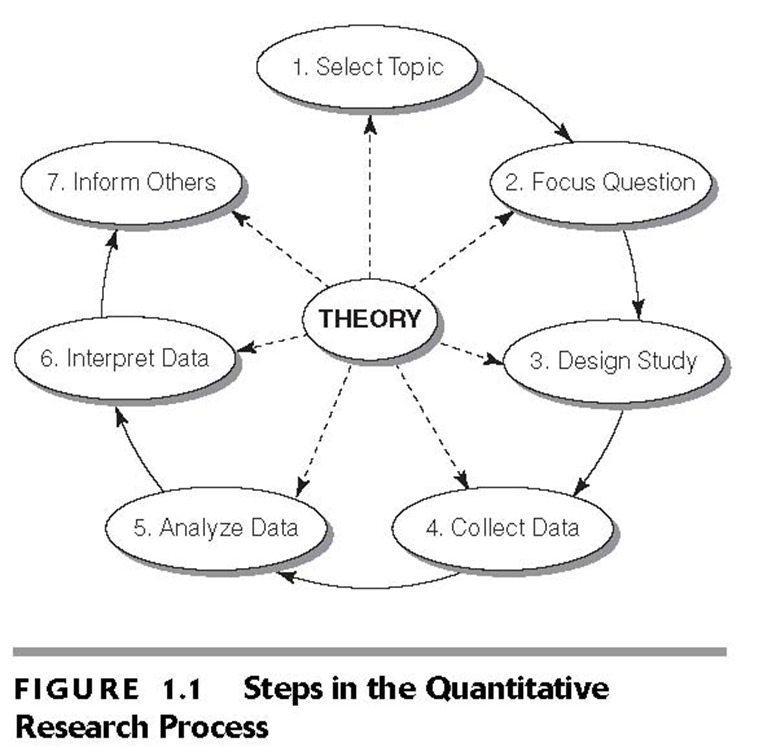 1. Select Topic
2. Focus Question
3. Design Study
4. Collect Data
5. Analyze Data
6. Interpret Data
7. Inform Others
THEORY
FIGURE 1.1 Steps in the Quantitative
Research Process